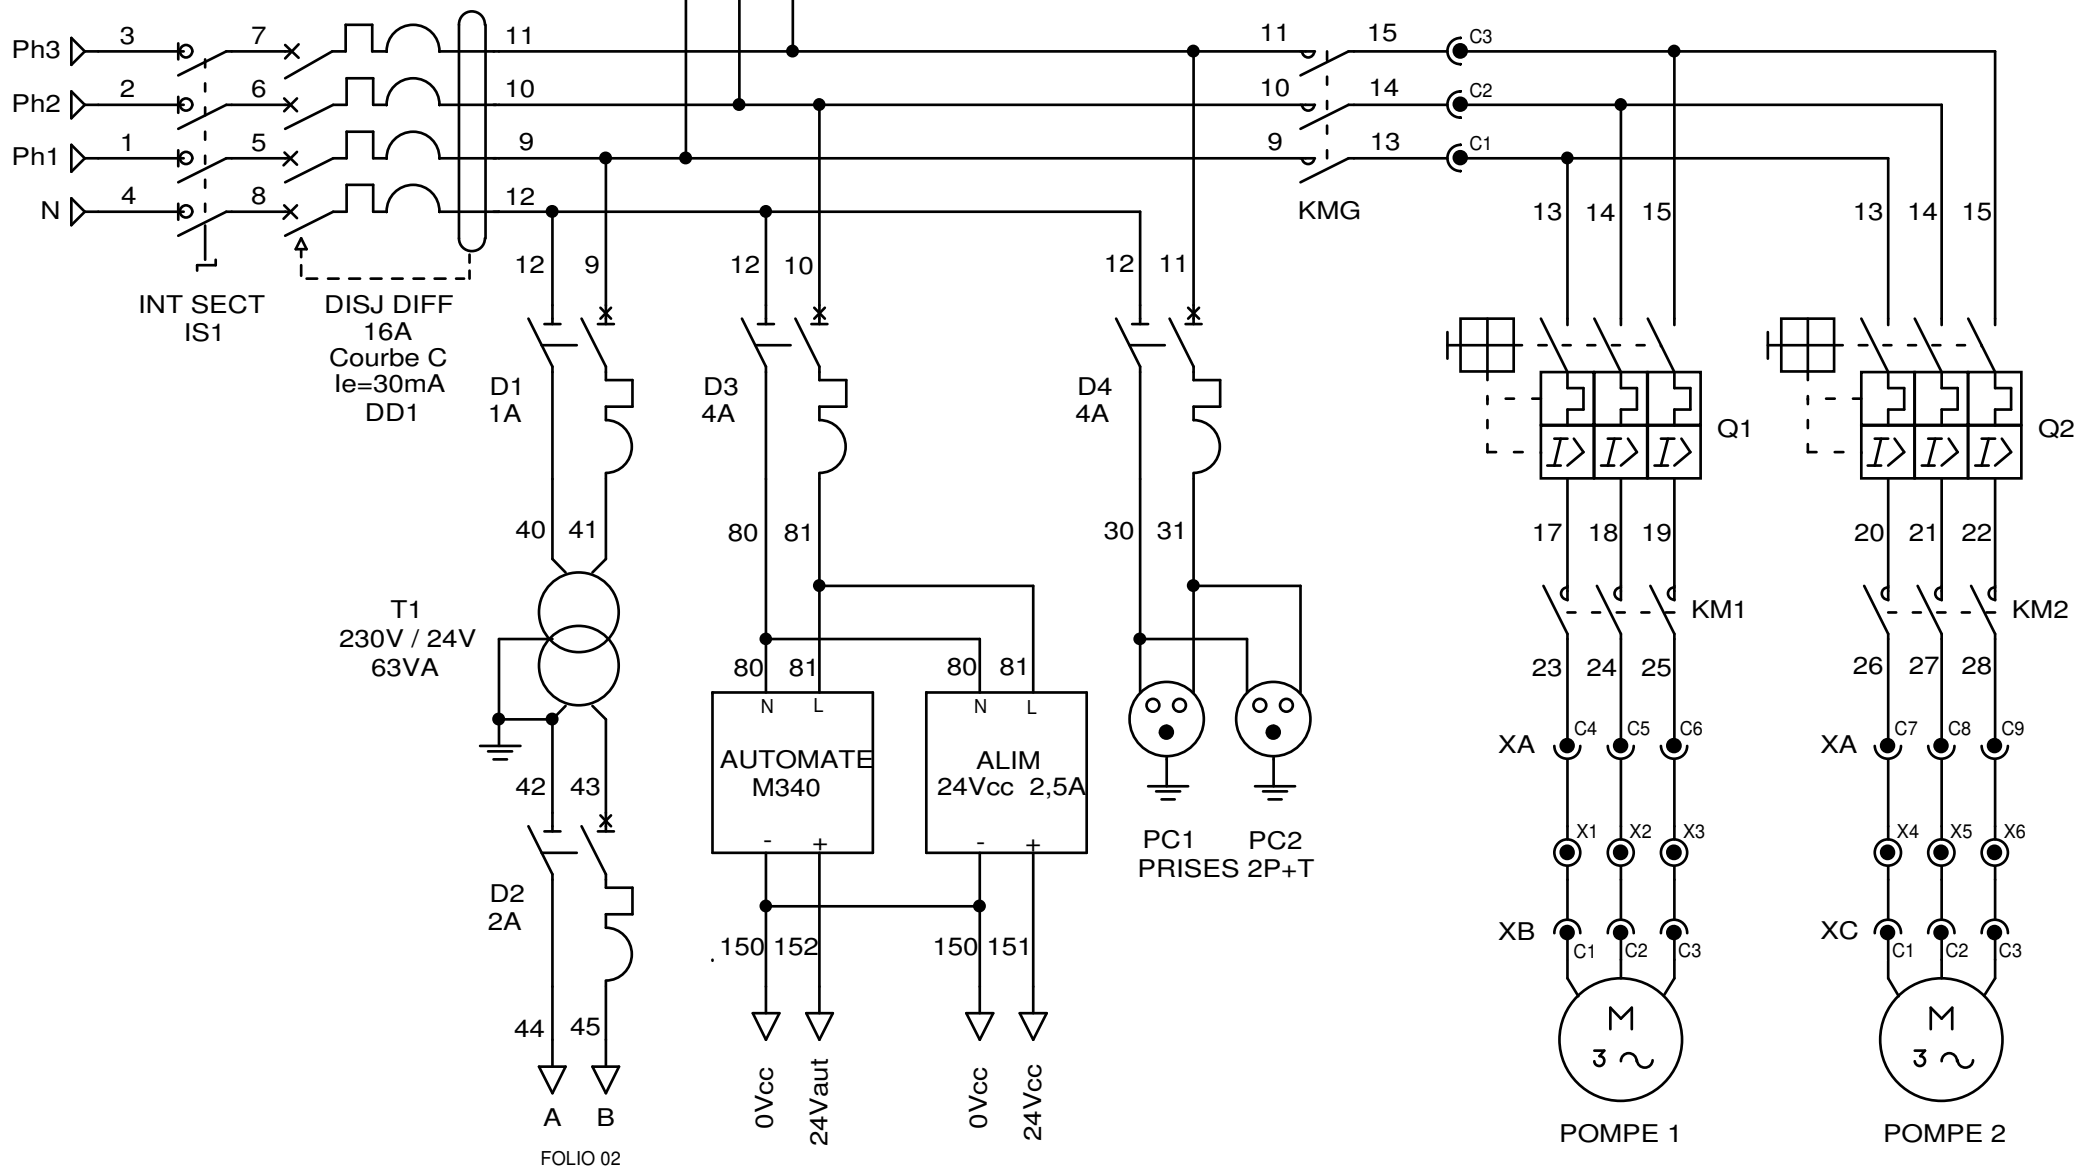 Ph3 3 7 11 11 15 C3
Ph2 2 6 10 10 14 C2
Ph1 1 5 9 9 13 C1
N 4 8 12
KMG
13 14 15 13 14 15
12 9 12 10 12 11
INT SECT
IS1
DISJ DIFF
16A
Courbe C
Ie=30mA
DD1
D1
1A
D3
4A
D4
4A
I> I> I> Q1
I> I> I> Q2
40 41 80 81 30 31 17 18 19 20 21 22
T1
230V / 24V
63VA
KM1
KM2
80 81 80 81 23 24 25 26 27 28
N L N L
XA C4 C5 C6
XA C7 C8 C9
AUTOMATE
M340
- +
ALIM
24Vcc 2,5A
- +
42 43
PC1 PC2
PRISES 2P+T
X1 X2 X3 X4 X5 X6
D2
2A
XB C1 C2 C3
XC C1 C2 C3
150 152 150 151
44 45
M
3
M
3
0Vcc
24Vaut
0Vcc
24Vcc
A B
FOLIO 02
POMPE 1
POMPE 2